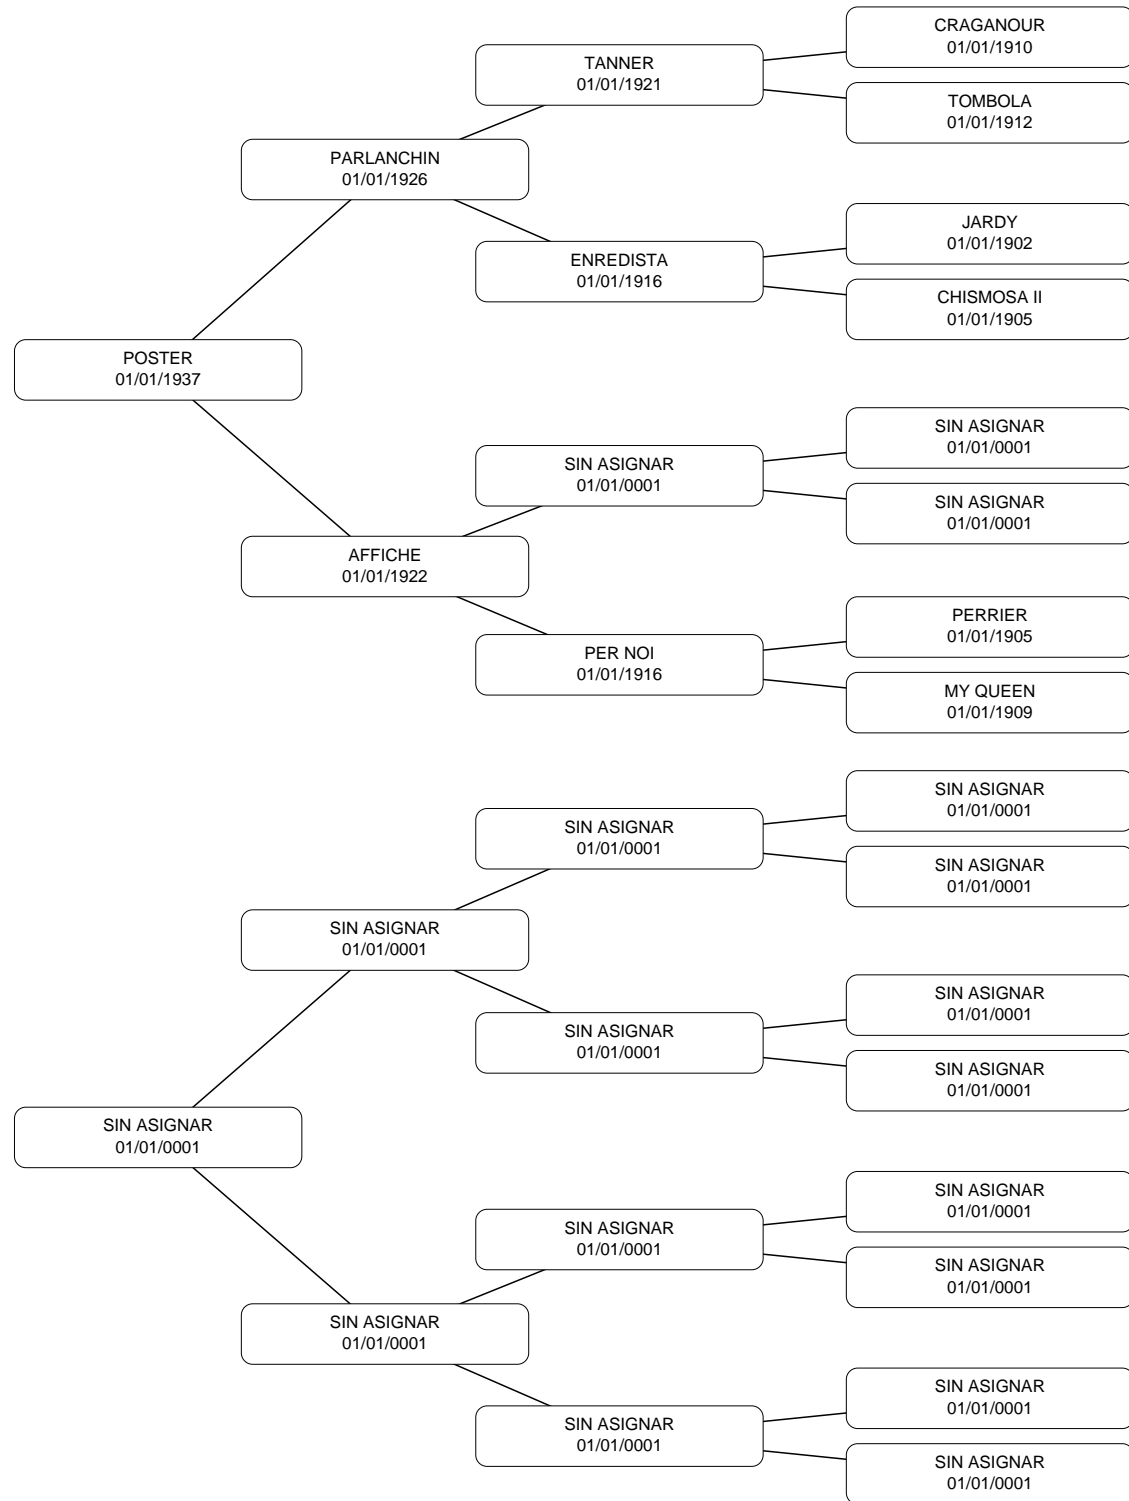 CRAGANOUR
01/01/1910
TANNER
01/01/1921
TOMBOLA
01/01/1912
PARLANCHIN
01/01/1926
JARDY
01/01/1902
ENREDISTA
01/01/1916
CHISMOSA II
01/01/1905
POSTER
01/01/1937
SIN ASIGNAR
01/01/0001
SIN ASIGNAR
01/01/0001
SIN ASIGNAR
01/01/0001
AFFICHE
01/01/1922
PERRIER
01/01/1905
PER NOI
01/01/1916
MY QUEEN
01/01/1909
SIN ASIGNAR
01/01/0001
SIN ASIGNAR
01/01/0001
SIN ASIGNAR
01/01/0001
SIN ASIGNAR
01/01/0001
SIN ASIGNAR
01/01/0001
SIN ASIGNAR
01/01/0001
SIN ASIGNAR
01/01/0001
SIN ASIGNAR
01/01/0001
SIN ASIGNAR
01/01/0001
SIN ASIGNAR
01/01/0001
SIN ASIGNAR
01/01/0001
SIN ASIGNAR
01/01/0001
SIN ASIGNAR
01/01/0001
SIN ASIGNAR
01/01/0001
SIN ASIGNAR
01/01/0001